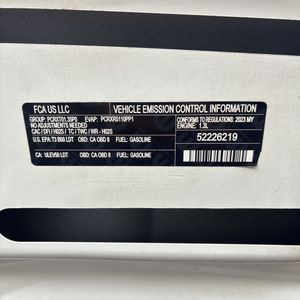 FCA US LLC
VEHICLE EMISSION CONTROL INFORMATION
GROUP: PCRXT01.35P0 EVAP: PCRXR0110PP1
NO ADJUSTMENTS NEEDED
CAC / DFI / HO2S / TC / TWC / WR - HO2S
CONFORMS TO REGULATIONS: 2023 MY
ENGINE: 1.3L
U.S. EPA: T3 B50 LDT OBD: CA OBD II FUEL: GASOLINE
52226219
CA: ULEV50 LDT OBD: CA OBD II FUEL: GASOLINE